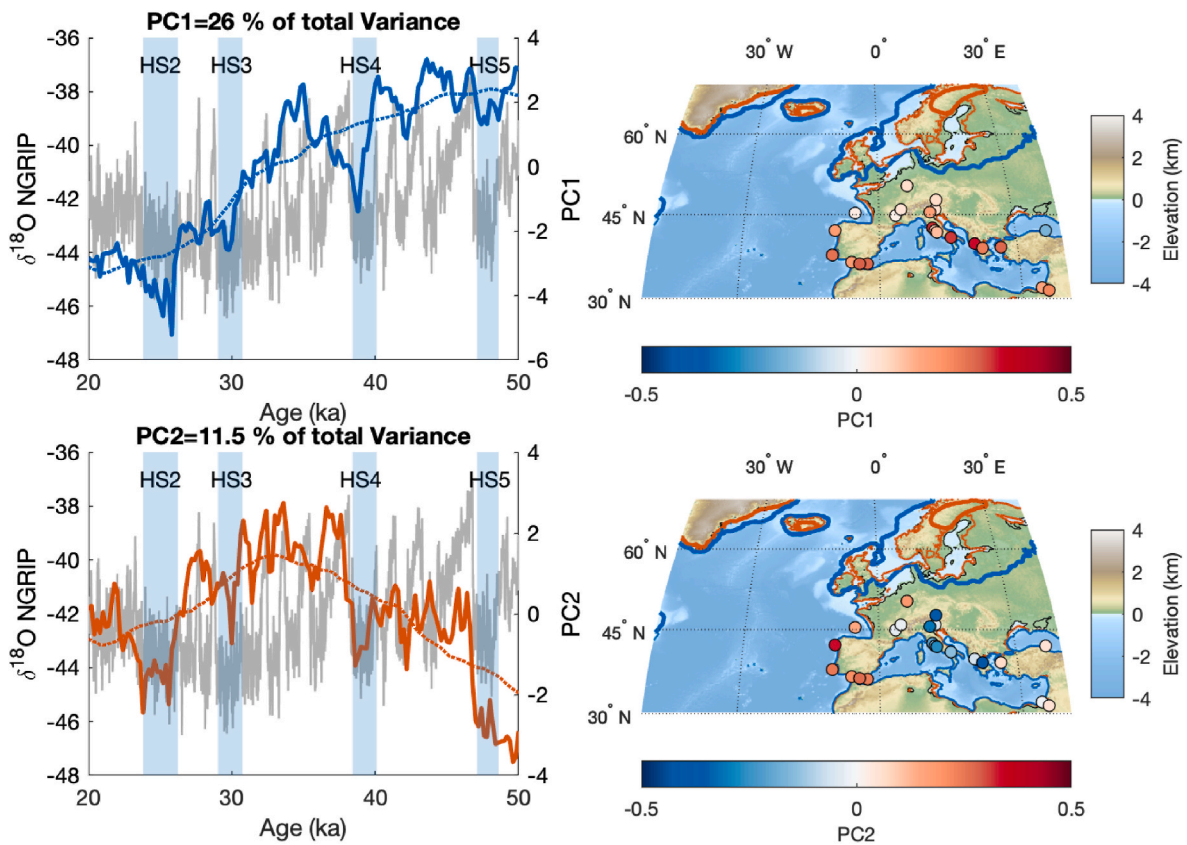 PC1=26 % of total Variance
-36
-38
-40
-42
-44
-46
-48
δ18O NGRIP
HS2
HS3
HS4
HS5
4
2
0
-2
-4
-6
PC1
20
30
40
50
Age (ka)
30° W
0°
30° E
60° N
45° N
30° N
4
2
0
-2
-4
Elevation (km)
-0.5
0
0.5
PC1
PC2=11.5 % of total Variance
-36
-38
-40
-42
-44
-46
-48
δ18O NGRIP
HS2
HS3
HS4
HS5
4
2
0
-2
-4
PC2
20
30
40
50
Age (ka)
30° W
0°
30° E
60° N
45° N
30° N
4
2
0
-2
-4
Elevation (km)
-0.5
0
0.5
PC2